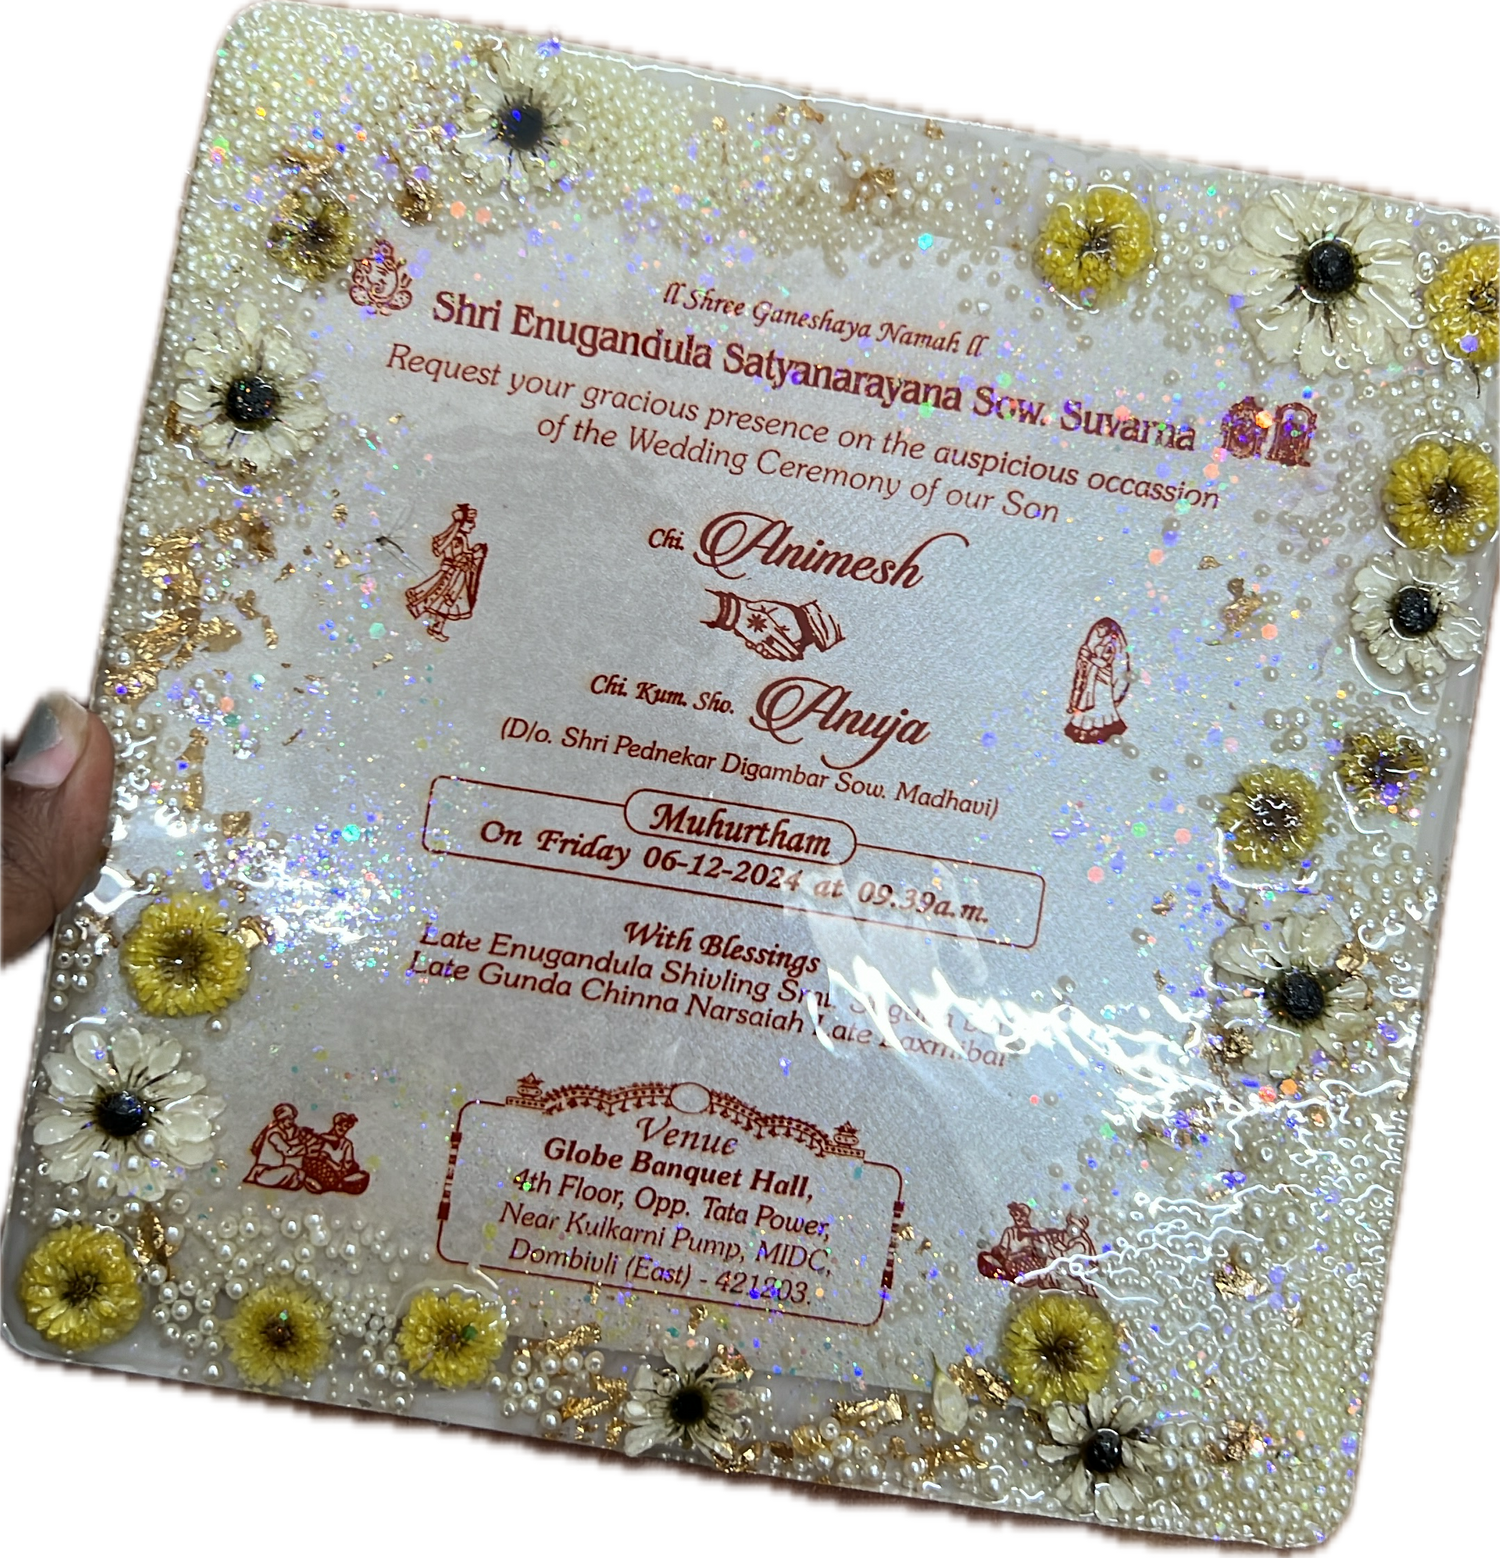 ll Shree Ganeshaya Namah ll
Shri Enugandula Satyanarayana Sow. Suvarna
Request your gracious presence on the auspicious occassion
of the Wedding Ceremony of our Son
Chi. Animesh
Chi. Kum. Sho. Anuja
(D/o. Shri Pednekar Digambar Sow. Madhavi)
Muhurtham
On Friday 06-12-2024 at 09.39a.m.
With Blessings
Late Enugandula Shivling Smt.
Late Gunda Chinna Narsaiah Late Laxmibai
Venue
Globe Banquet Hall,
4th Floor, Opp. Tata Power,
Near Kulkarni Pump, MIDC,
Dombivli (East) - 421203.